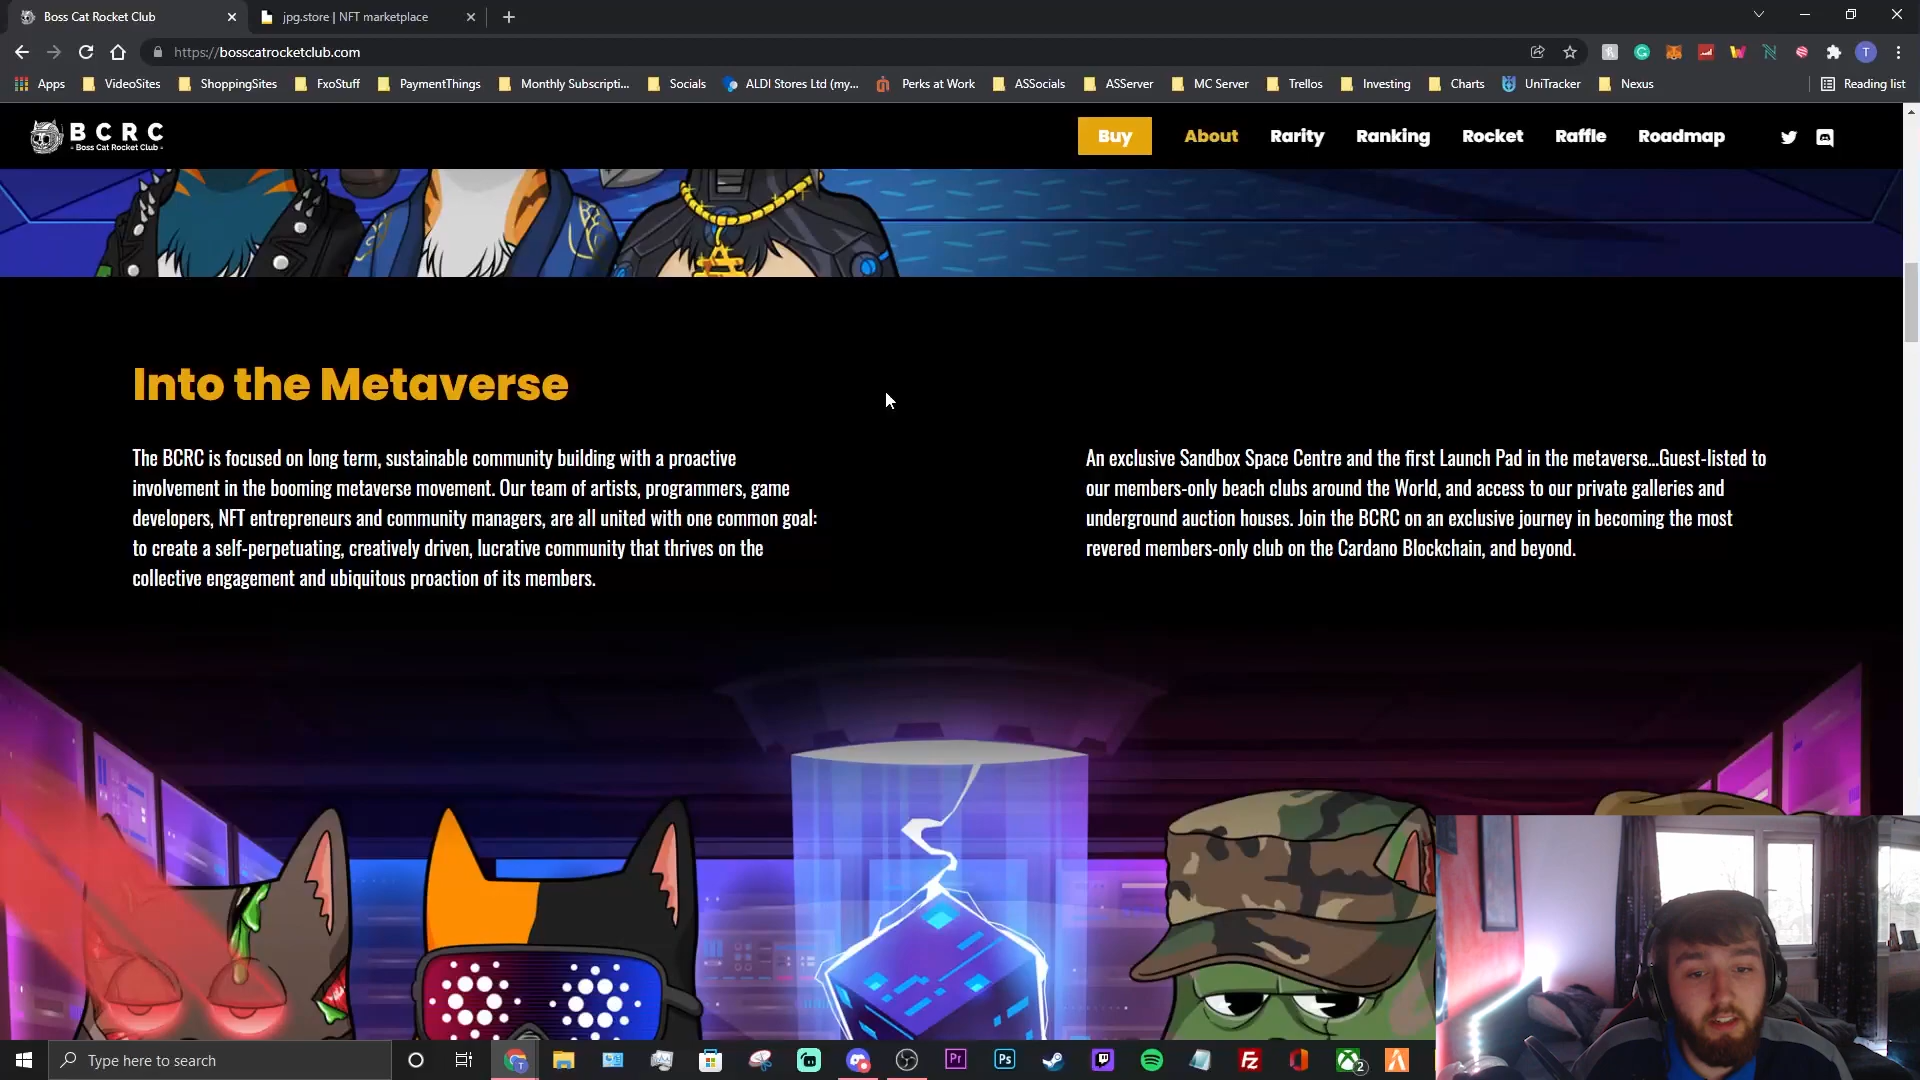 Boss Cat Rocket Club
jpg.store | NFT marketplace
https://bosscatrocketclub.com
Apps
VideoSites
ShoppingSites
FxoStuff
PaymentThings
Monthly Subscripti...
Socials
ALDI Stores Ltd (my...
Perks at Work
ASSocials
ASServer
MC Server
Trellos
Investing
Charts
UniTracker
Nexus
Reading list
BCRC
- Boss Cat Rocket Club -
Buy
About
Rarity
Ranking
Rocket
Raffle
Roadmap
Into the Metaverse
The BCRC is focused on long term, sustainable community building with a proactive
involvement in the booming metaverse movement. Our team of artists, programmers, game
developers, NFT entrepreneurs and community managers, are all united with one common goal:
to create a self-perpetuating, creatively driven, lucrative community that thrives on the
collective engagement and ubiquitous proaction of its members.
An exclusive Sandbox Space Centre and the first Launch Pad in the metaverse...Guest-listed to
our members-only beach clubs around the World, and access to our private galleries and
underground auction houses. Join the BCRC on an exclusive journey in becoming the most
revered members-only club on the Cardano Blockchain, and beyond.
Type here to search
T
Pr
Ps
Fz
2